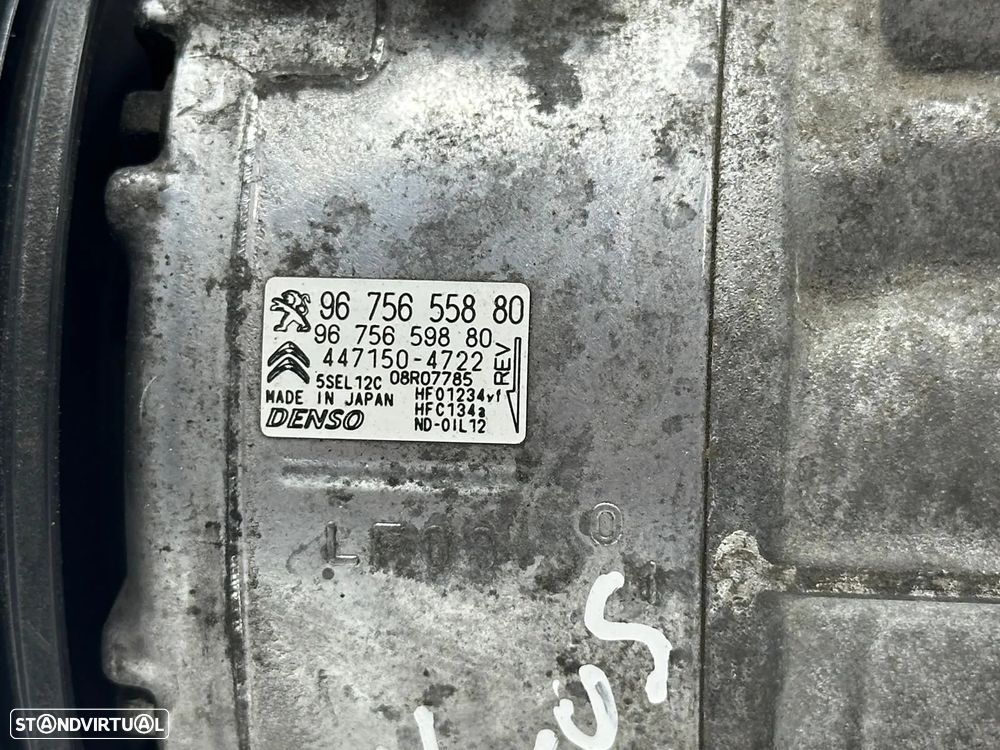 96 756 558 80
96 756 598 80
447150-4722
5SEL12C 08R07785
MADE IN JAPAN HFO1234yf
HFC134a
DENSO ND-OIL12
REV
STANDVIRTUAL